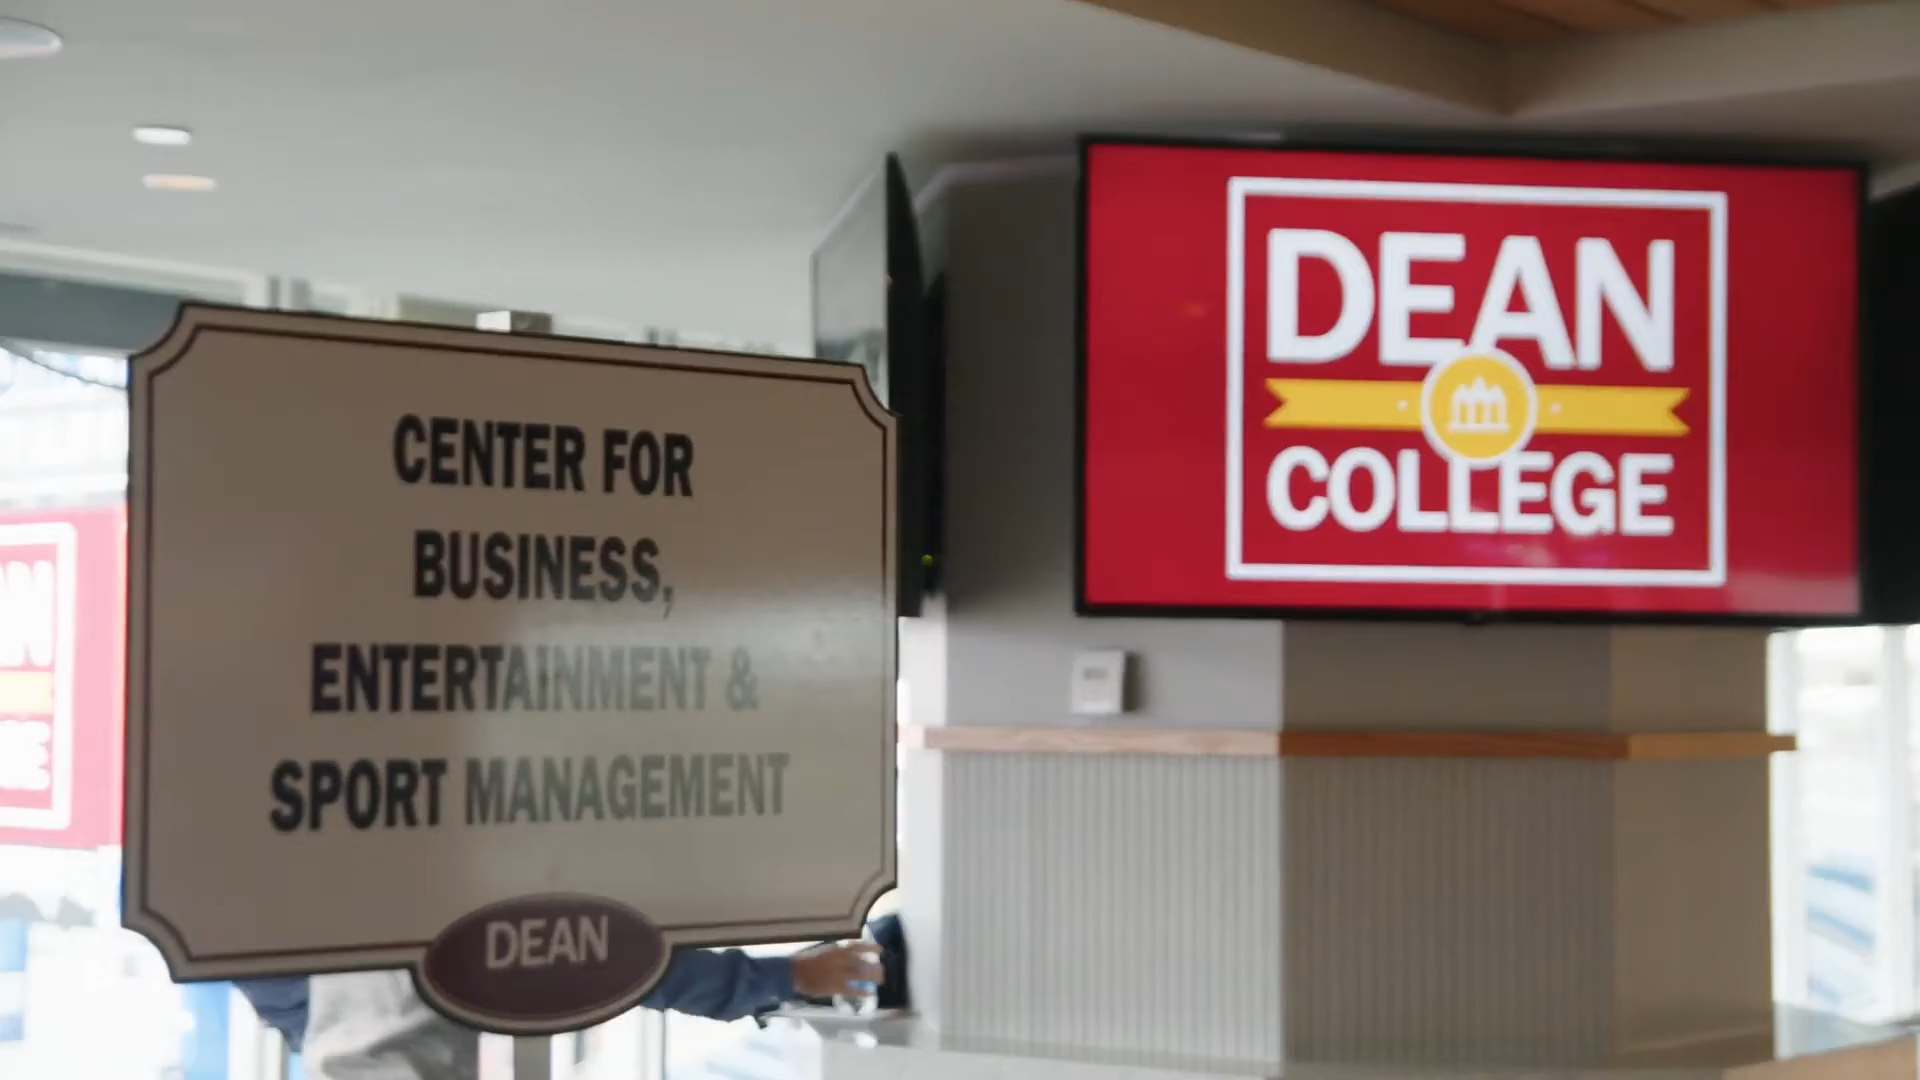 CENTER FOR
BUSINESS,
ENTERTAINMENT &
SPORT MANAGEMENT
DEAN
DEAN
COLLEGE